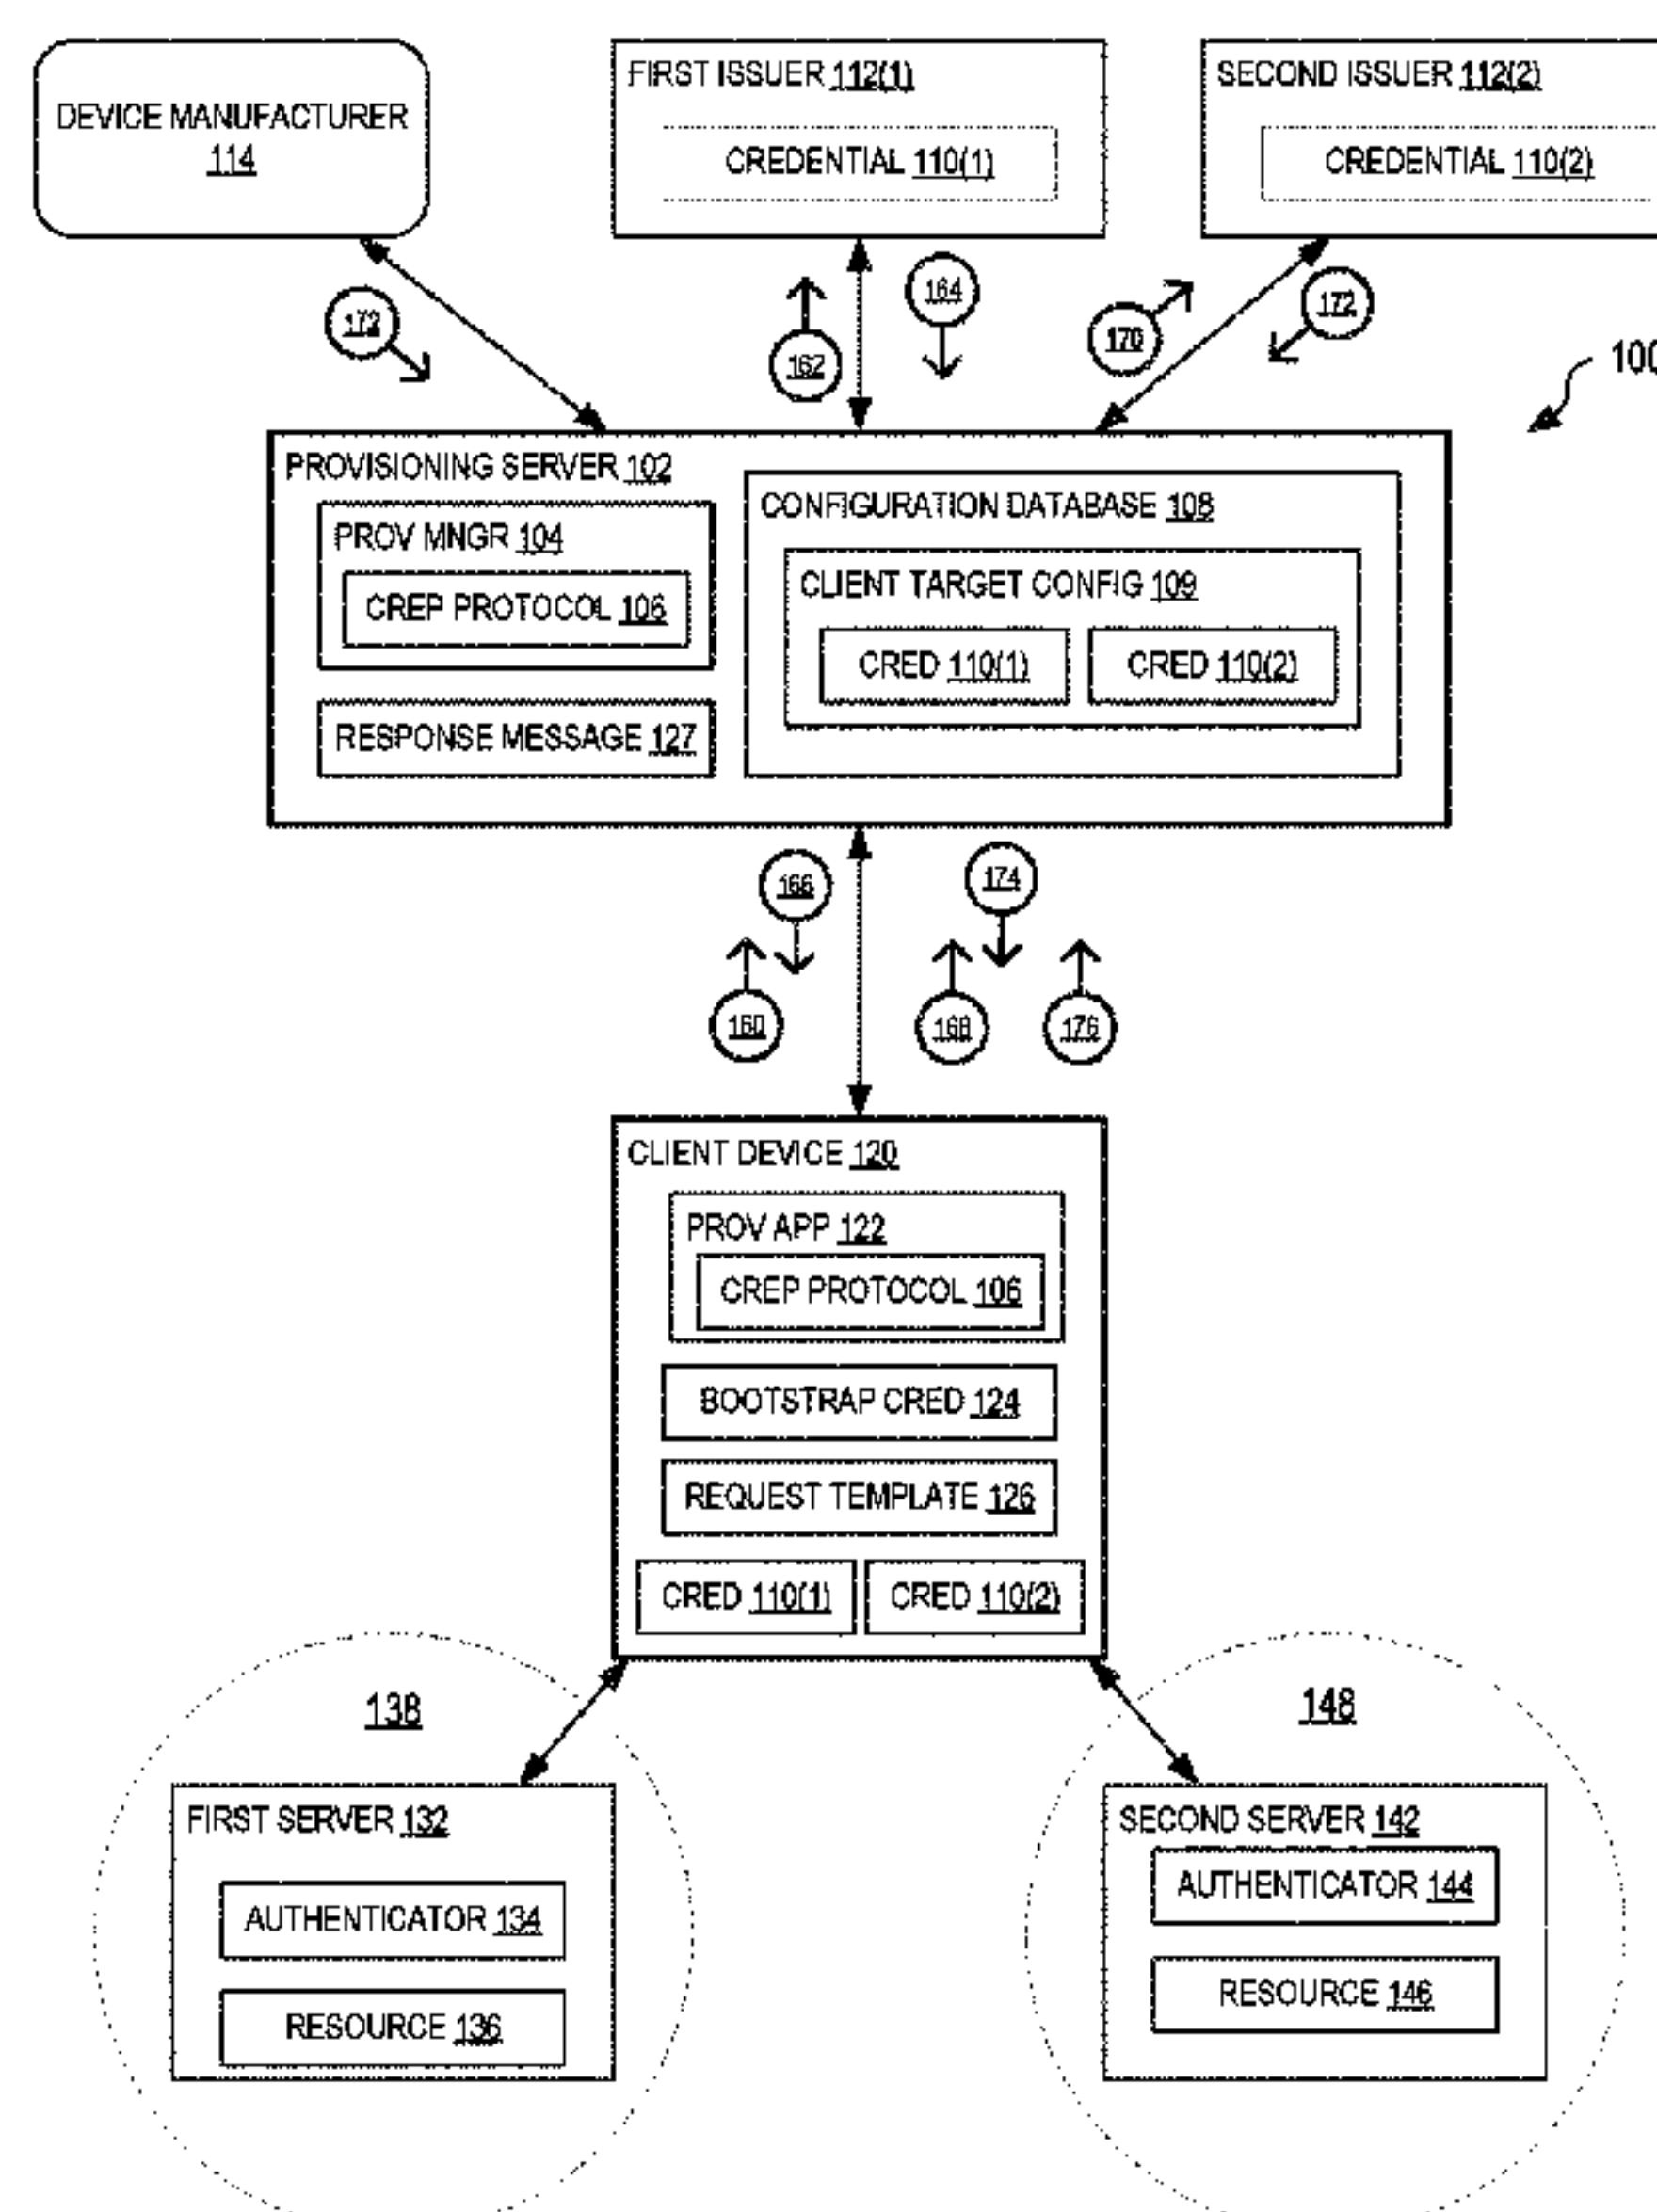 DEVICE MANUFACTURER
114
FIRST ISSUER 112(1)
CREDENTIAL 110(1)
SECOND ISSUER 112(2)
CREDENTIAL 110(2)
172
162
164
170
172
100
PROVISIONING SERVER 102
PROV MNGR 104
CREP PROTOCOL 106
RESPONSE MESSAGE 127
CONFIGURATION DATABASE 108
CLIENT TARGET CONFIG 109
CRED 110(1)
CRED 110(2)
166
174
160
168
176
CLIENT DEVICE 120
PROV APP 122
CREP PROTOCOL 106
BOOTSTRAP CRED 124
REQUEST TEMPLATE 126
CRED 110(1)
CRED 110(2)
138
FIRST SERVER 132
AUTHENTICATOR 134
RESOURCE 136
148
SECOND SERVER 142
AUTHENTICATOR 144
RESOURCE 146